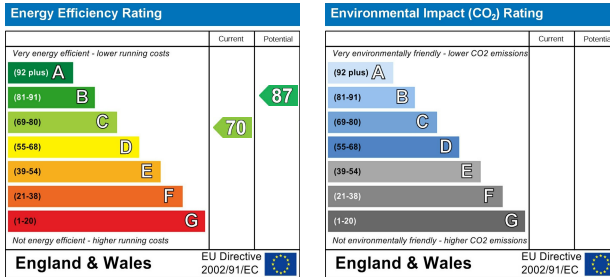 Energy Efficiency Rating
Current Potential
Very energy efficient - lower running costs
(92 plus) A
(81-91) B
87
(69-80) C
70
(55-68) D
(39-54) E
(21-38) F
(1-20) G
Not energy efficient - higher running costs
England & Wales
EU Directive
2002/91/EC
Environmental Impact (CO₂) Rating
Current Potential
Very environmentally friendly - lower CO2 emissions
(92 plus) A
(81-91) B
(69-80) C
(55-68) D
(39-54) E
(21-38) F
(1-20) G
Not environmentally friendly - higher CO2 emissions
England & Wales
EU Directive
2002/91/EC